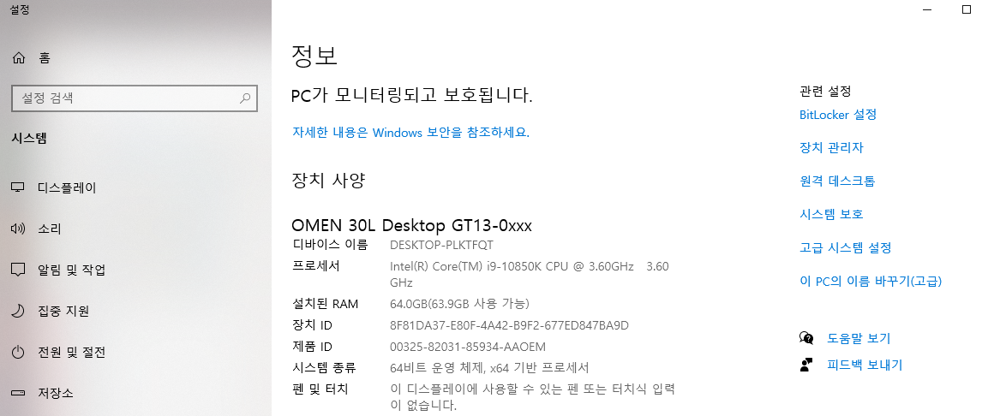 설정
홈
설정 검색
시스템
디스플레이
소리
알림 및 작업
집중 지원
전원 및 절전
저장소
정보
PC가 모니터링되고 보호됩니다.
자세한 내용은 Windows 보안을 참조하세요.
장치 사양
OMEN 30L Desktop GT13-0xxx
디바이스 이름 DESKTOP-PLKTFQT
프로세서 Intel(R) Core(TM) i9-10850K CPU @ 3.60GHz 3.60
GHz
설치된 RAM 64.0GB(63.9GB 사용 가능)
장치 ID 8F81DA37-E80F-4A42-B9F2-677ED847BA9D
제품 ID 00325-82031-85934-AAOEM
시스템 종류 64비트 운영 체제, x64 기반 프로세서
펜 및 터치 이 디스플레이에 사용할 수 있는 펜 또는 터치식 입력
이 없습니다.
관련 설정
BitLocker 설정
장치 관리자
원격 데스크톱
시스템 보호
고급 시스템 설정
이 PC의 이름 바꾸기(고급)
도움말 보기
피드백 보내기